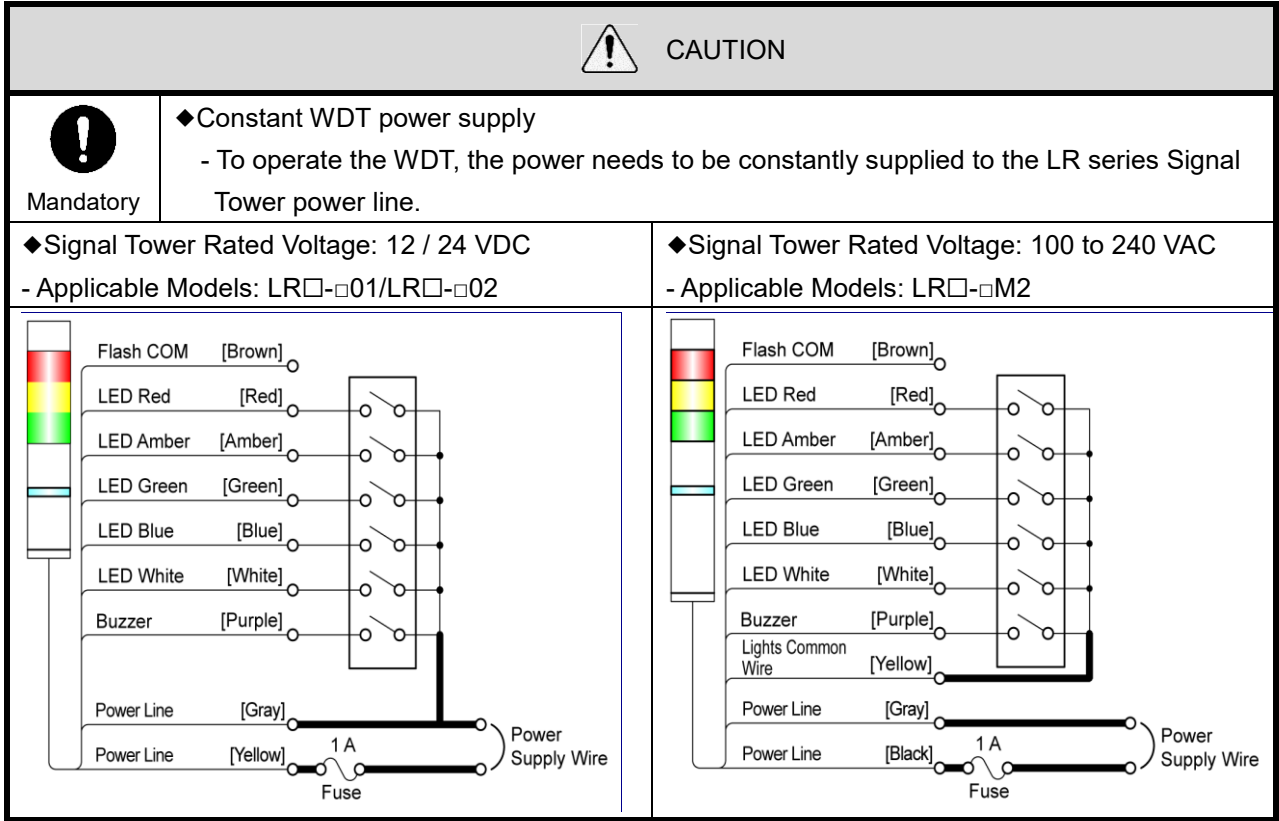 CAUTION
Mandatory
◆Constant WDT power supply
- To operate the WDT, the power needs to be constantly supplied to the LR series Signal
Tower power line.
◆Signal Tower Rated Voltage: 12 / 24 VDC
- Applicable Models: LR□-□01/LR□-□02
Flash COM [Brown]
LED Red [Red]
LED Amber [Amber]
LED Green [Green]
LED Blue [Blue]
LED White [White]
Buzzer [Purple]
Power Line [Gray]
Power Line [Yellow]
1 A
Fuse
Power
Supply Wire
◆Signal Tower Rated Voltage: 100 to 240 VAC
- Applicable Models: LR□-□M2
Flash COM [Brown]
LED Red [Red]
LED Amber [Amber]
LED Green [Green]
LED Blue [Blue]
LED White [White]
Buzzer [Purple]
Lights Common
Wire [Yellow]
Power Line [Gray]
Power Line [Black]
1 A
Fuse
Power
Supply Wire